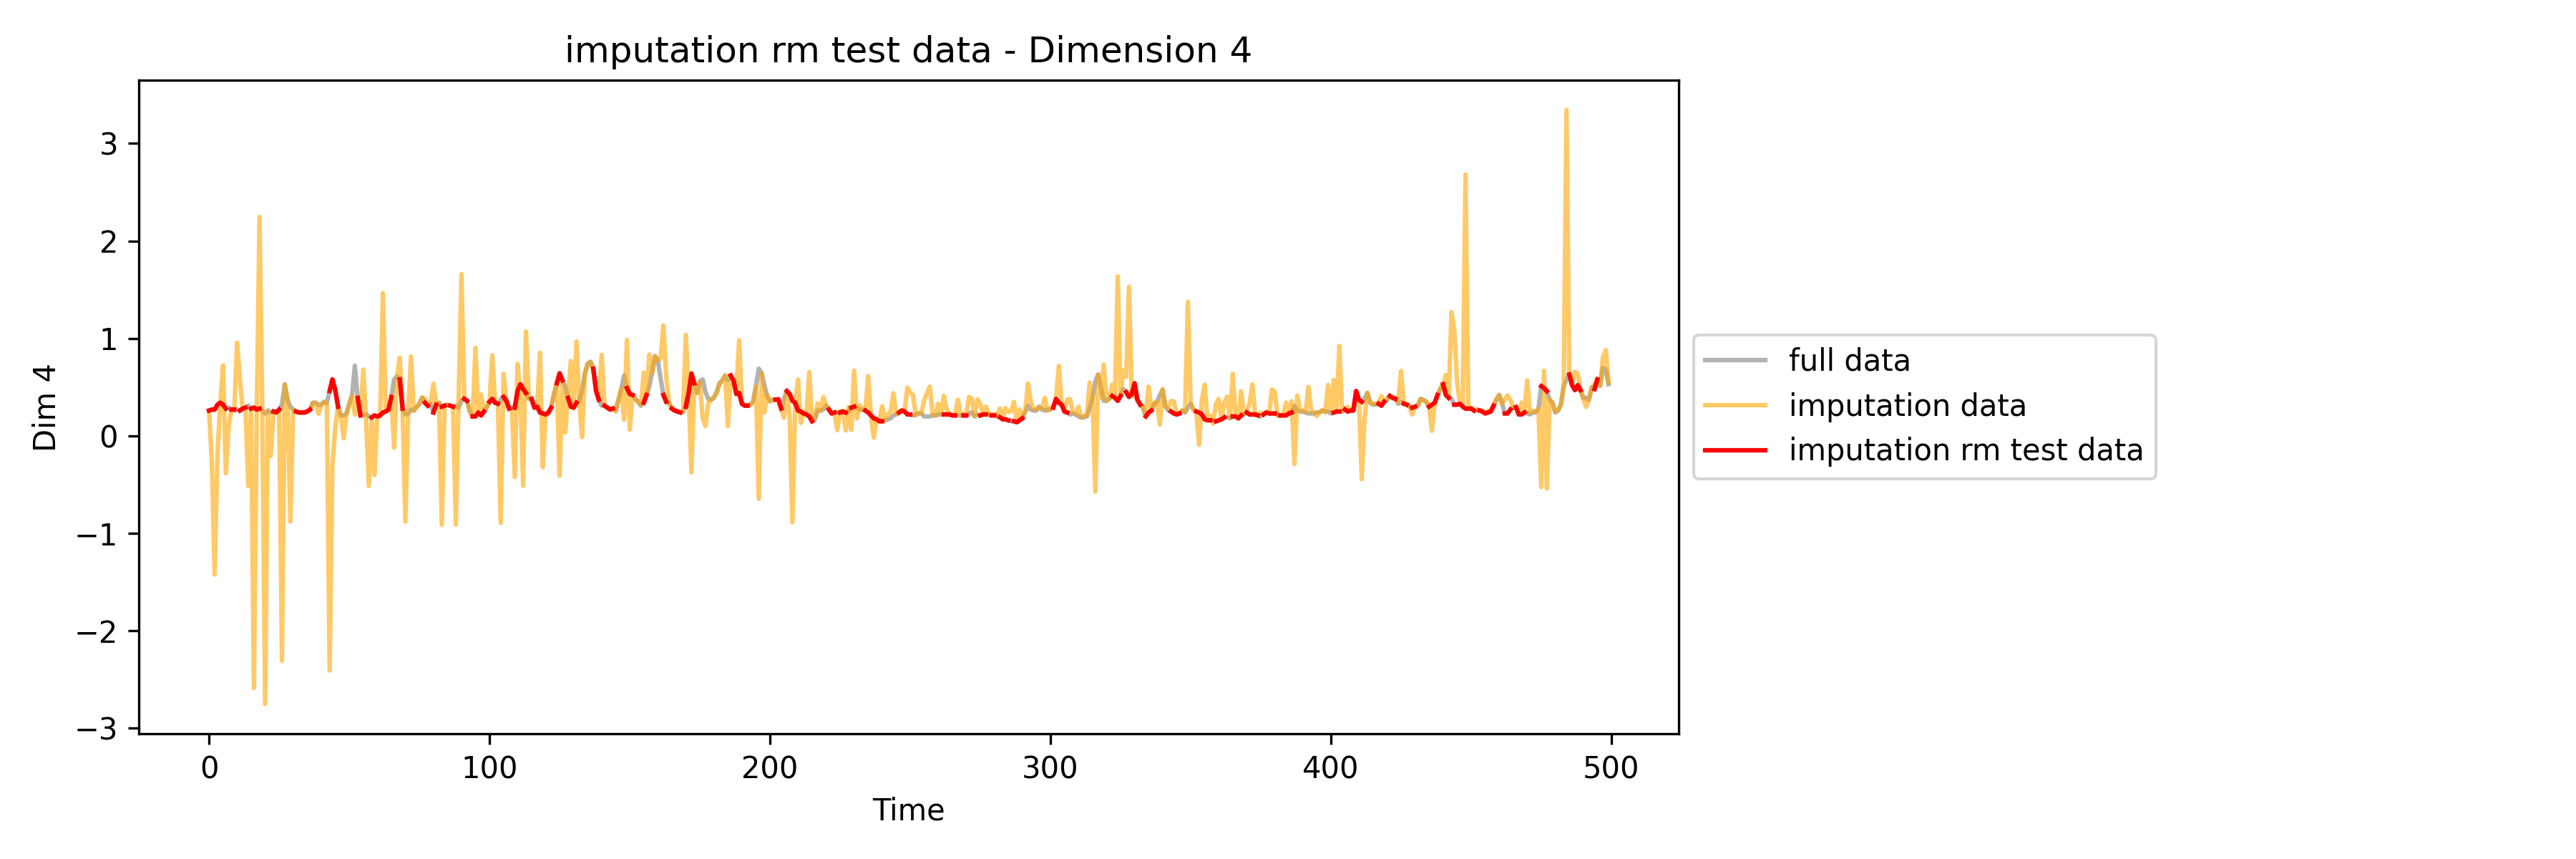 imputation rm test data - Dimension 4
3
2
1
0
−1
−2
−3
Dim 4
0 100 200 300 400 500
Time
full data
imputation data
imputation rm test data